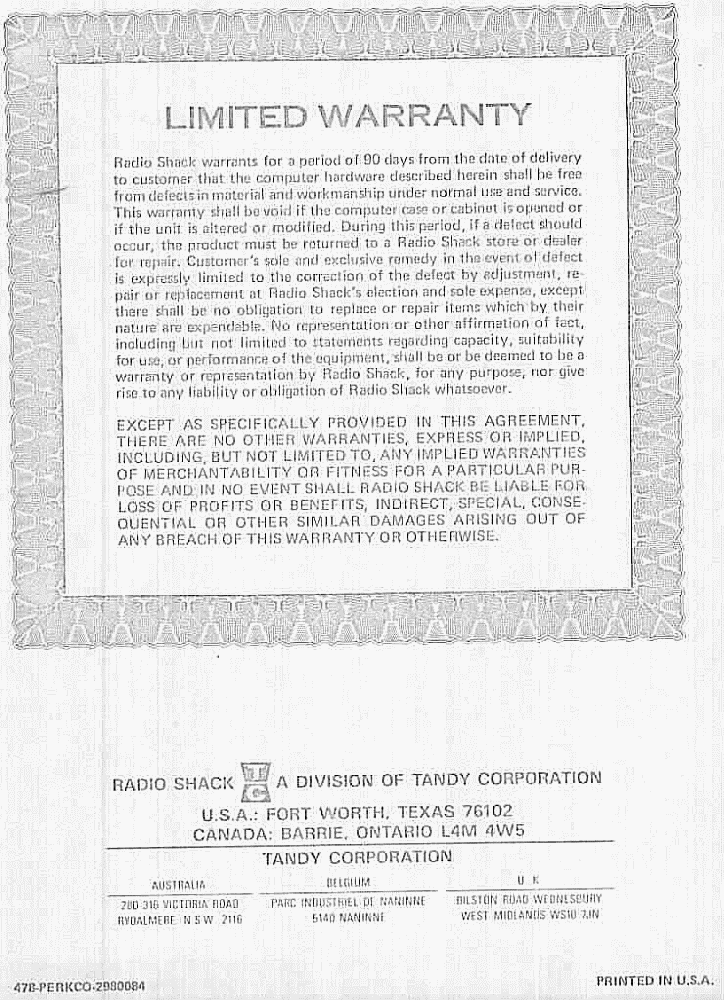 LIMITED WARRANTY
Radio Shack warrants for a period of 90 days from the date of delivery
to customer that the computer hardware described herein shall be free
from defects in material and workmanship under normal use and service.
This warranty shall be void if the computer case or cabinet is opened or
if the unit is altered or modified. During this period, if a defect should
occur, the product must be returned to a Radio Shack store or dealer
for repair. Customer's sole and exclusive remedy in the event of defect
is expressly limited to the correction of the defect by adjustment, re-
pair or replacement at Radio Shack's election and sole expense, except
there shall be no obligation to replace or repair items which by their
nature are expendable. No representation or other affirmation of fact,
including but not limited to statements regarding capacity, suitability
for use, or performance of the equipment, shall be or be deemed to be a
warranty or representation by Radio Shack, for any purpose, nor give
rise to any liability or obligation of Radio Shack whatsoever.
EXCEPT AS SPECIFICALLY PROVIDED IN THIS AGREEMENT,
THERE ARE NO OTHER WARRANTIES, EXPRESS OR IMPLIED,
INCLUDING, BUT NOT LIMITED TO, ANY IMPLIED WARRANTIES
OF MERCHANTABILITY OR FITNESS FOR A PARTICULAR PUR-
POSE AND IN NO EVENT SHALL RADIO SHACK BE LIABLE FOR
LOSS OF PROFITS OR BENEFITS, INDIRECT, SPECIAL, CONSE-
QUENTIAL OR OTHER SIMILAR DAMAGES ARISING OUT OF
ANY BREACH OF THIS WARRANTY OR OTHERWISE.
RADIO SHACK A DIVISION OF TANDY CORPORATION
U.S.A.: FORT WORTH, TEXAS 76102
CANADA: BARRIE, ONTARIO L4M 4W5
TANDY CORPORATION
AUSTRALIA
280-316 VICTORIA ROAD
RYDALMERE N S W 2116
BELGIUM
PARC INDUSTRIEL DE NANINNE
5140 NANINNE
U K
BILSTON ROAD WEDNESBURY
WEST MIDLANDS WS10 7JN
478-PERKCO-2980084
PRINTED IN U.S.A.